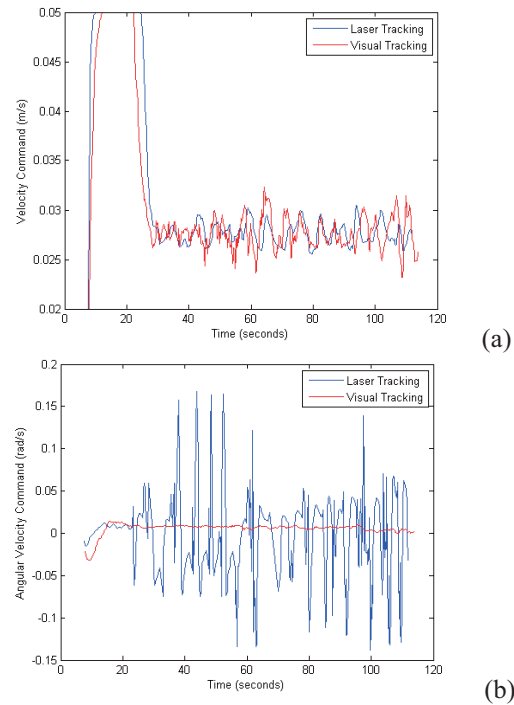 0.05
0.045
0.04
0.035
0.03
0.025
0.02
Velocity Command (m/s)
Laser Tracking
Visual Tracking
0 20 40 60 80 100 120
Time (seconds)
(a)
0.2
0.15
0.1
0.05
0
-0.05
-0.1
-0.15
Angular Velocity Command (rad/s)
Laser Tracking
Visual Tracking
0 20 40 60 80 100 120
Time (seconds)
(b)